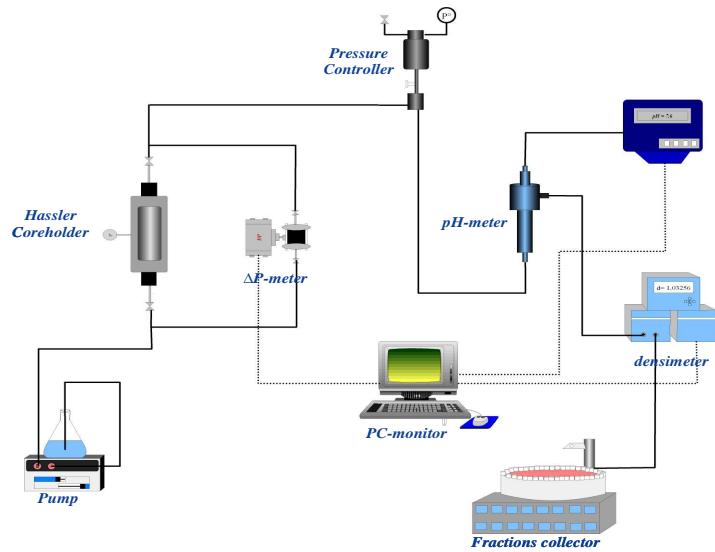 P
Pressure
Controller
pH = 7.6
Hassler
Coreholder
pH-meter
ΔP-meter
d= 1,03256
densimeter
PC-monitor
Pump
Fractions collector